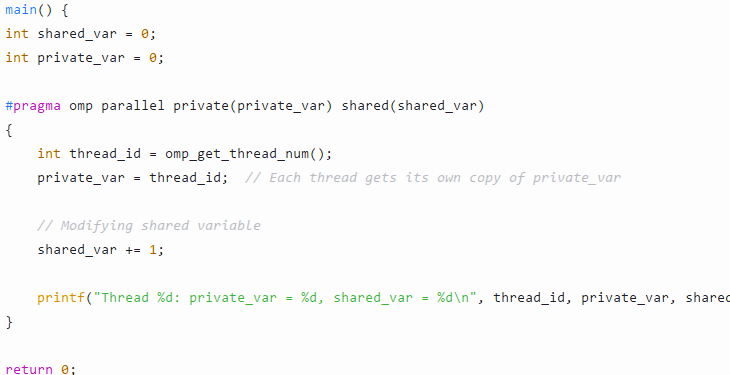 main() {
int shared_var = 0;
int private_var = 0;
#pragma omp parallel private(private_var) shared(shared_var)
{
int thread_id = omp_get_thread_num();
private_var = thread_id;  // Each thread gets its own copy of private_var
// Modifying shared variable
shared_var += 1;
printf("Thread %d: private_var = %d, shared_var = %d\n", thread_id, private_var, shared
}
return 0;